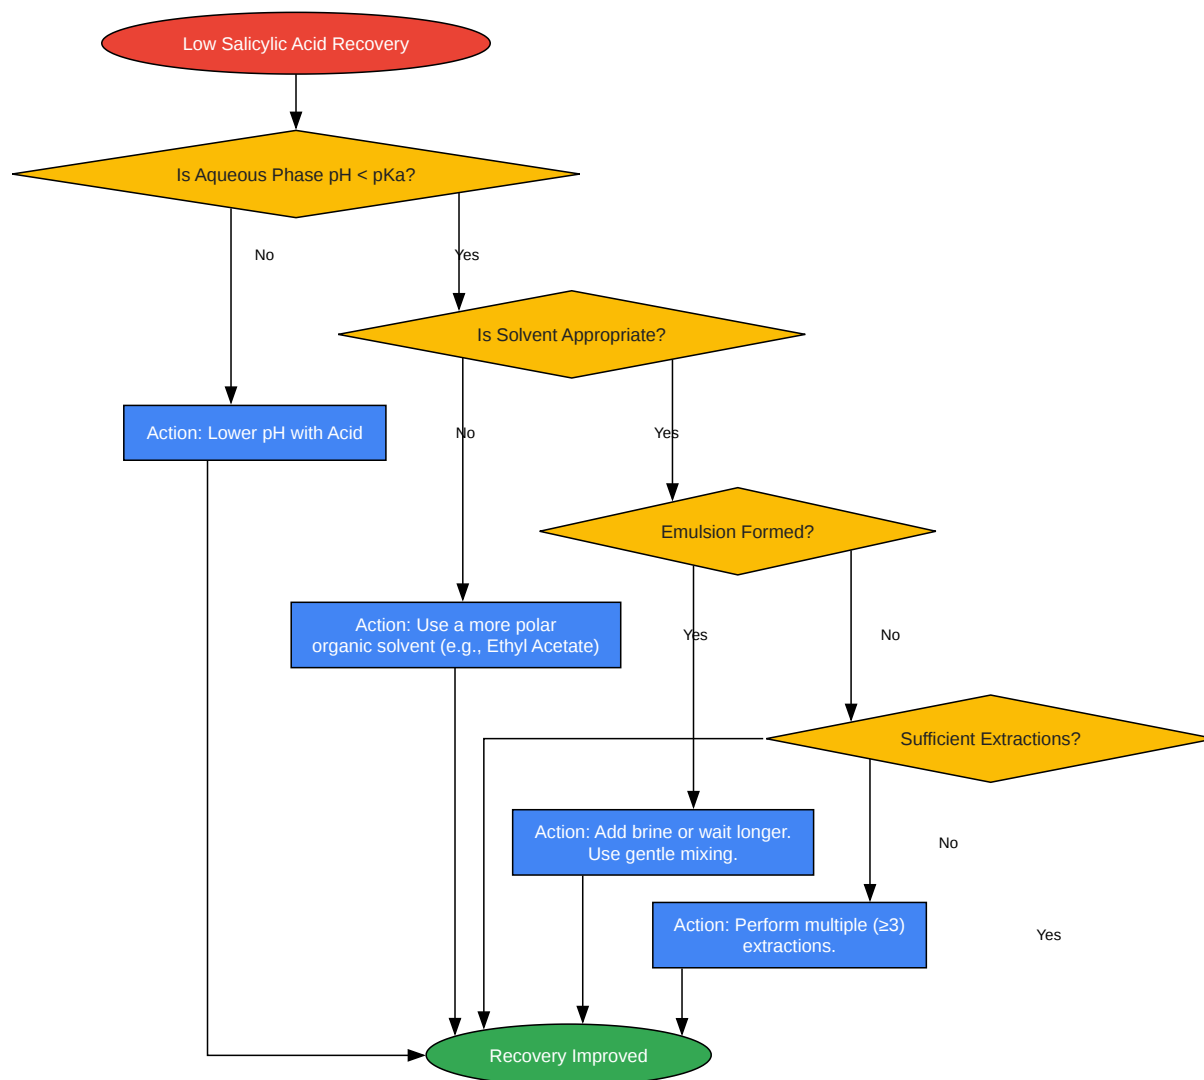 Low Salicylic Acid Recovery
Is Aqueous Phase pH < pKa?
No
Yes
Is Solvent Appropriate?
Action: Lower pH with Acid
No
Yes
Emulsion Formed?
Action: Use a more polar
organic solvent (e.g., Ethyl Acetate)
Yes
No
Sufficient Extractions?
Action: Add brine or wait longer.
Use gentle mixing.
No
Action: Perform multiple (≥3)
extractions.
Yes
Recovery Improved